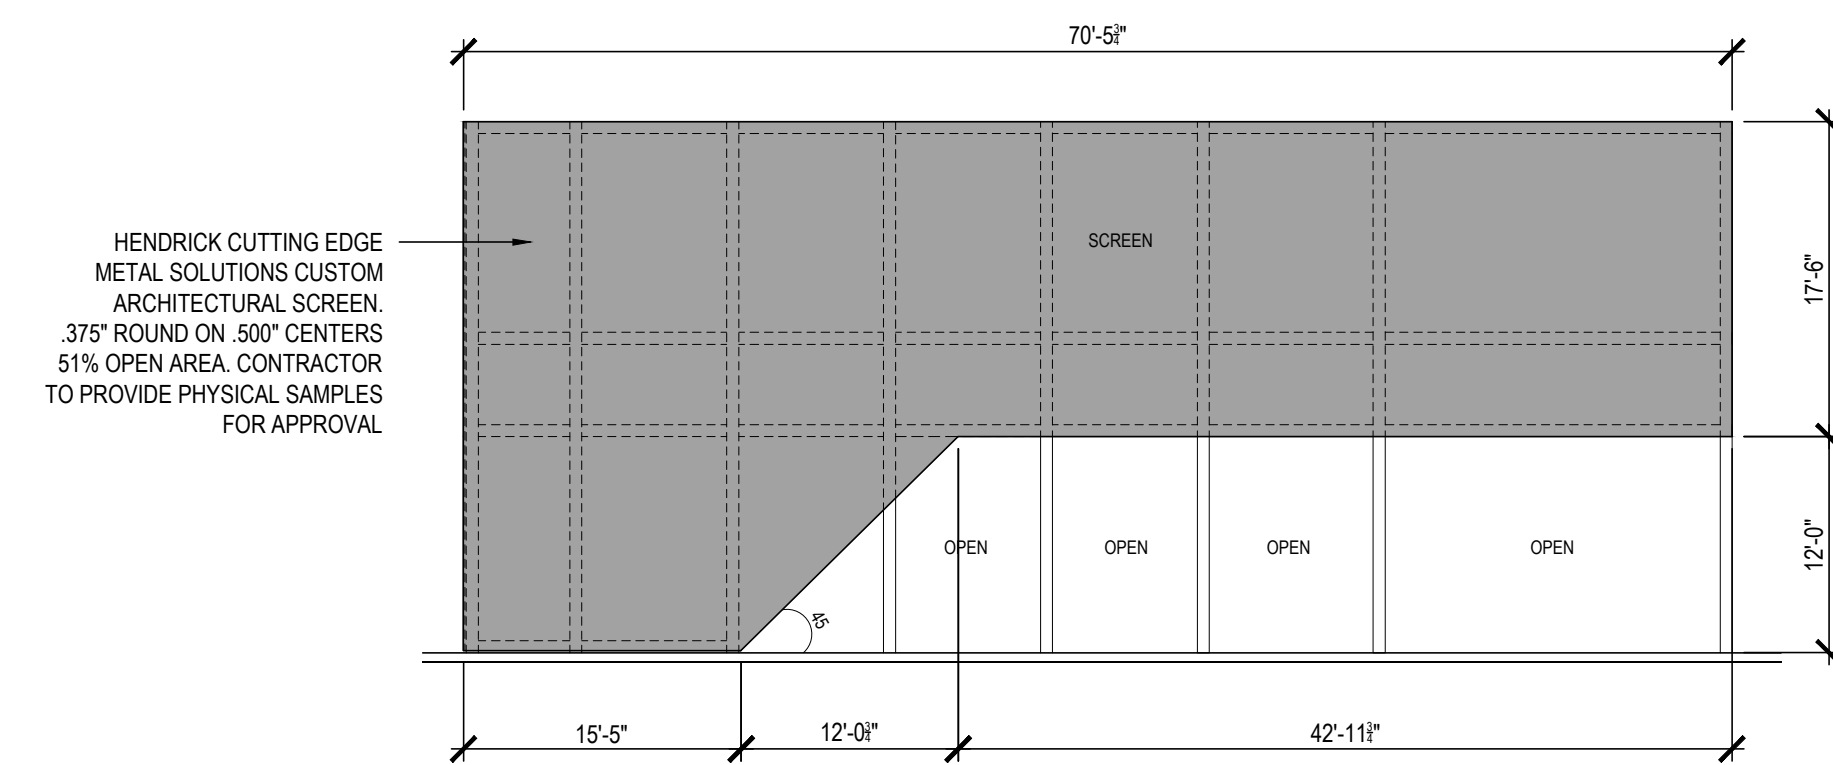 70'-5¾"
HENDRICK CUTTING EDGE
METAL SOLUTIONS CUSTOM
ARCHITECTURAL SCREEN.
.375" ROUND ON .500" CENTERS
51% OPEN AREA. CONTRACTOR
TO PROVIDE PHYSICAL SAMPLES
FOR APPROVAL
SCREEN
17'-6"
OPEN
OPEN
OPEN
OPEN
12'-0"
45
15'-5"
12'-0¾"
42'-11¾"